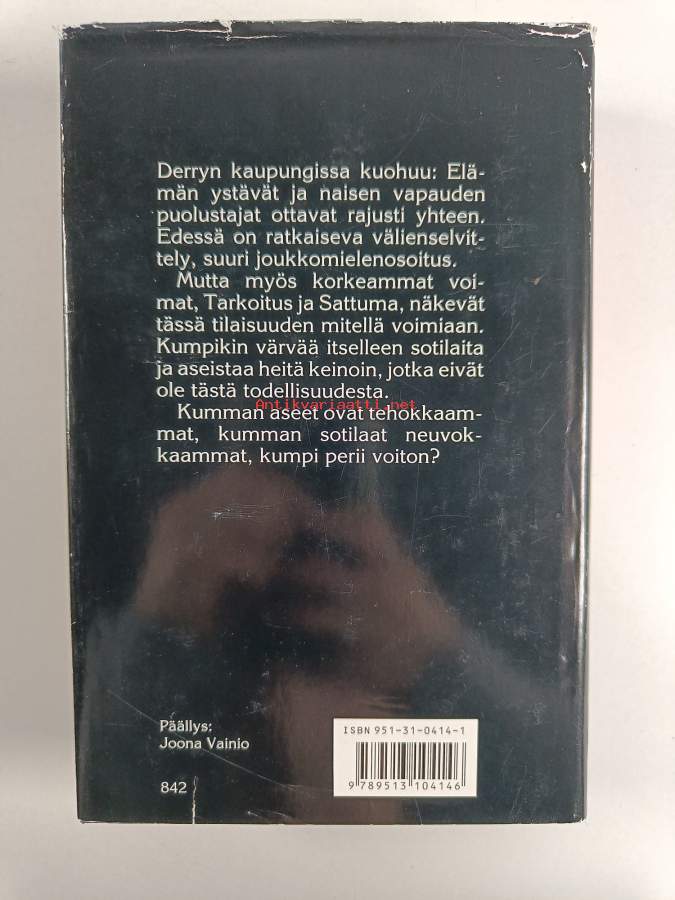 Derryn kaupungissa kuohuu: Elä-
män ystävät ja naisen vapauden
puolustajat ottavat rajusti yhteen.
Edessä on ratkaiseva välienselvit-
tely, suuri joukkomielenosoitus.
Mutta myös korkeammat voi-
mat, Tarkoitus ja Sattuma, näkevät
tässä tilaisuuden mitellä voimiaan.
Kumpikin värvää itselleen sotilaita
ja aseistaa heitä keinoin, jotka eivät
ole tästä todellisuudesta.
Antikvariaatti.net
Kumman aseet ovat tehokkaam-
mat, kumman sotilaat neuvok-
kaammat, kumpi perii voiton?
Päällys:
Joona Vainio
842
ISBN 951-31-0414-1
9 789513 104146